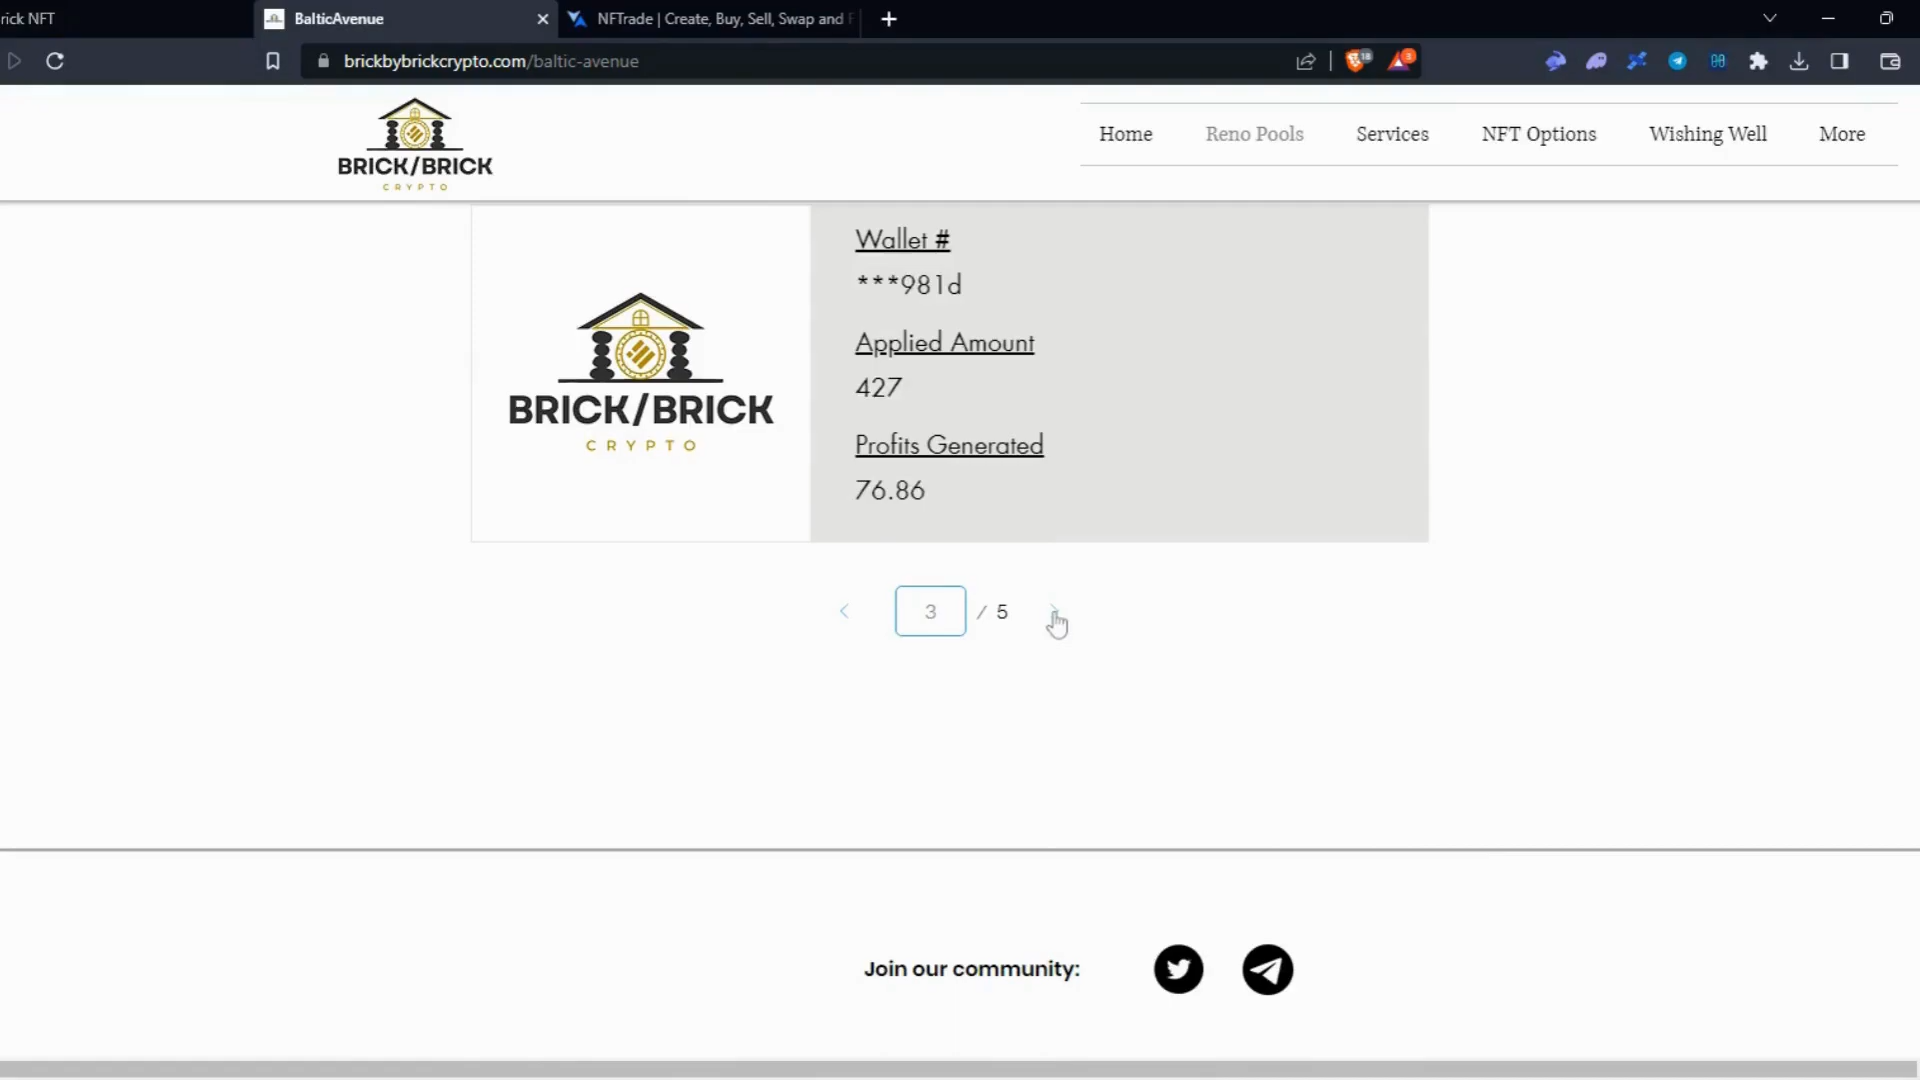 rick NFT
BalticAvenue
NFTrade | Create, Buy, Sell, Swap and F
brickbybrickcrypto.com/baltic-avenue
18
3
BRICK/BRICK
CRYPTO
Home
Reno Pools
Services
NFT Options
Wishing Well
More
BRICK/BRICK
CRYPTO
Wallet #
***981d
Applied Amount
427
Profits Generated
76.86
3 / 5
Join our community: